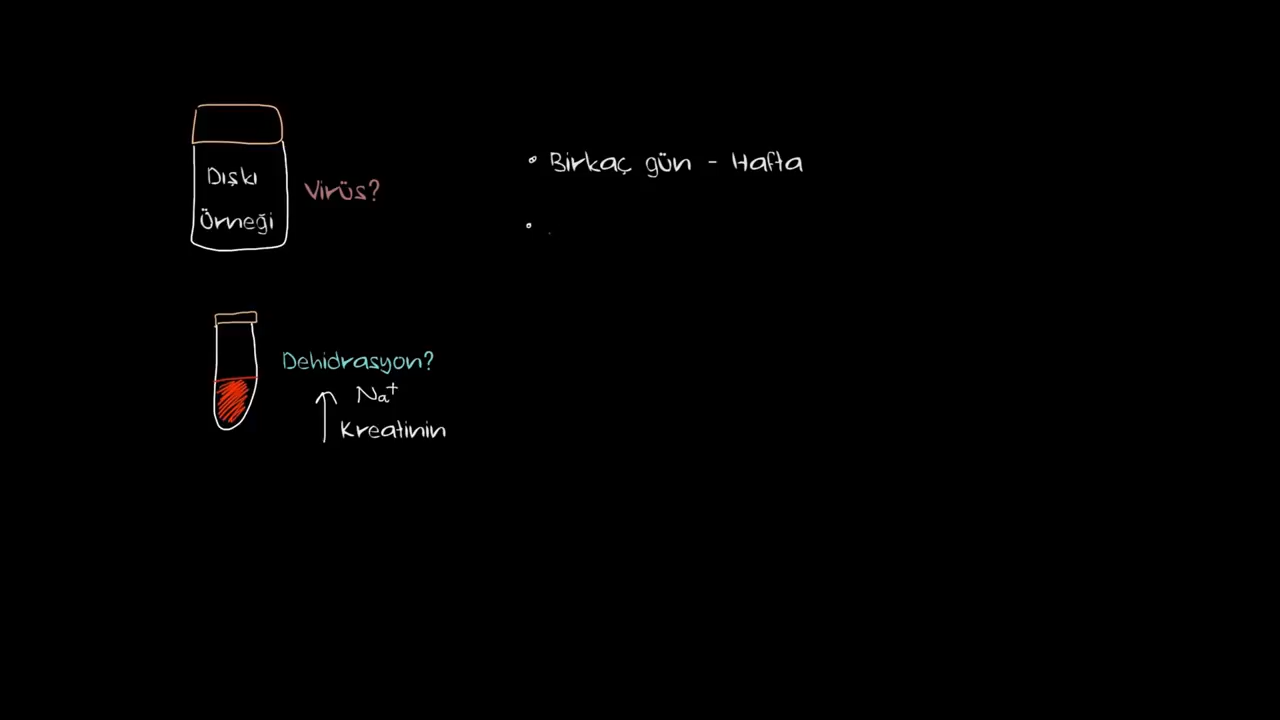 Dışkı
Örneği
Virüs?
• Birkaç gün - Hafta
•
Dehidrasyon?
↑ Na⁺
Kreatinin